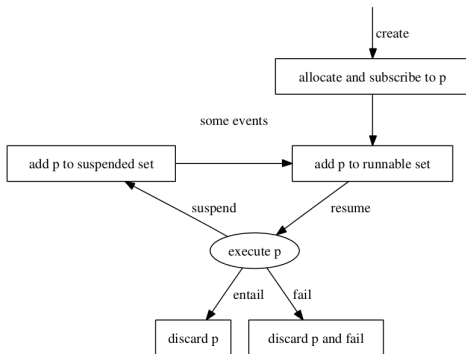 create
allocate and subscribe to p
some events
add p to suspended set
add p to runnable set
suspend
resume
execute p
entail
fail
discard p
discard p and fail